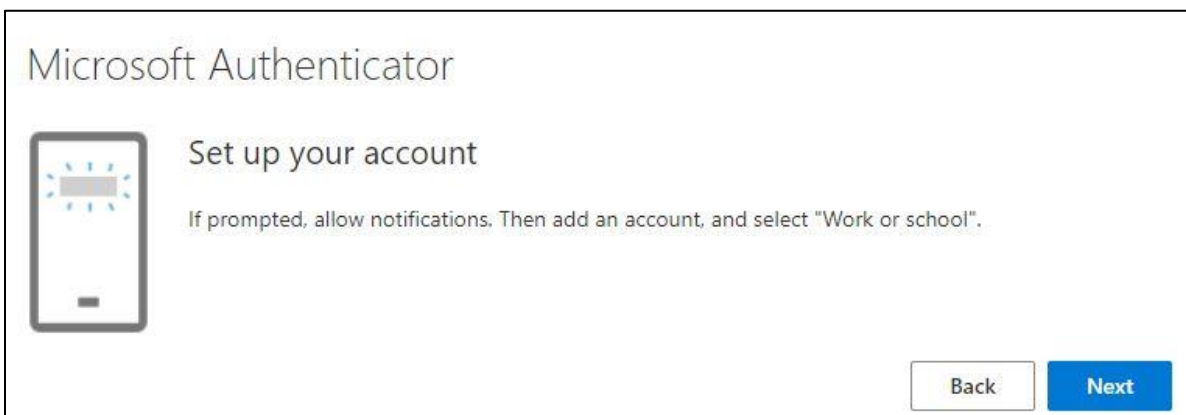 Microsoft Authenticator
Set up your account
If prompted, allow notifications. Then add an account, and select "Work or school".
Back
Next